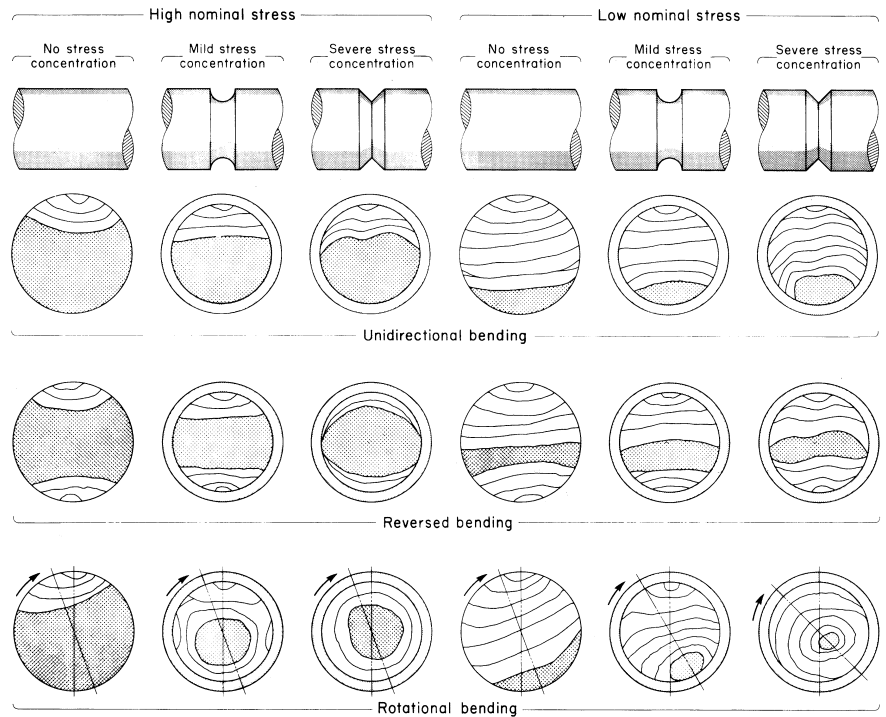 High nominal stress
Low nominal stress
No stress concentration
Mild stress concentration
Severe stress concentration
No stress concentration
Mild stress concentration
Severe stress concentration
Unidirectional bending
Reversed bending
Rotational bending